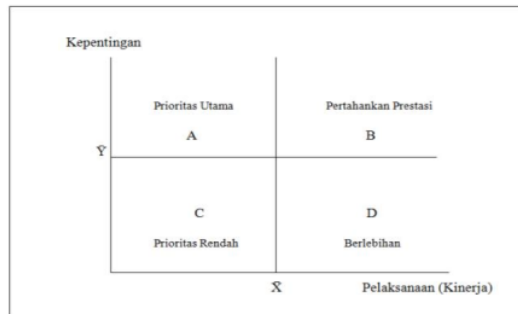 Kepentingan
Prioritas Utama
Pertahankan Prestasi
A
B
Ȳ
C
D
Prioritas Rendah
Berlebihan
X̄
Pelaksanaan (Kinerja)